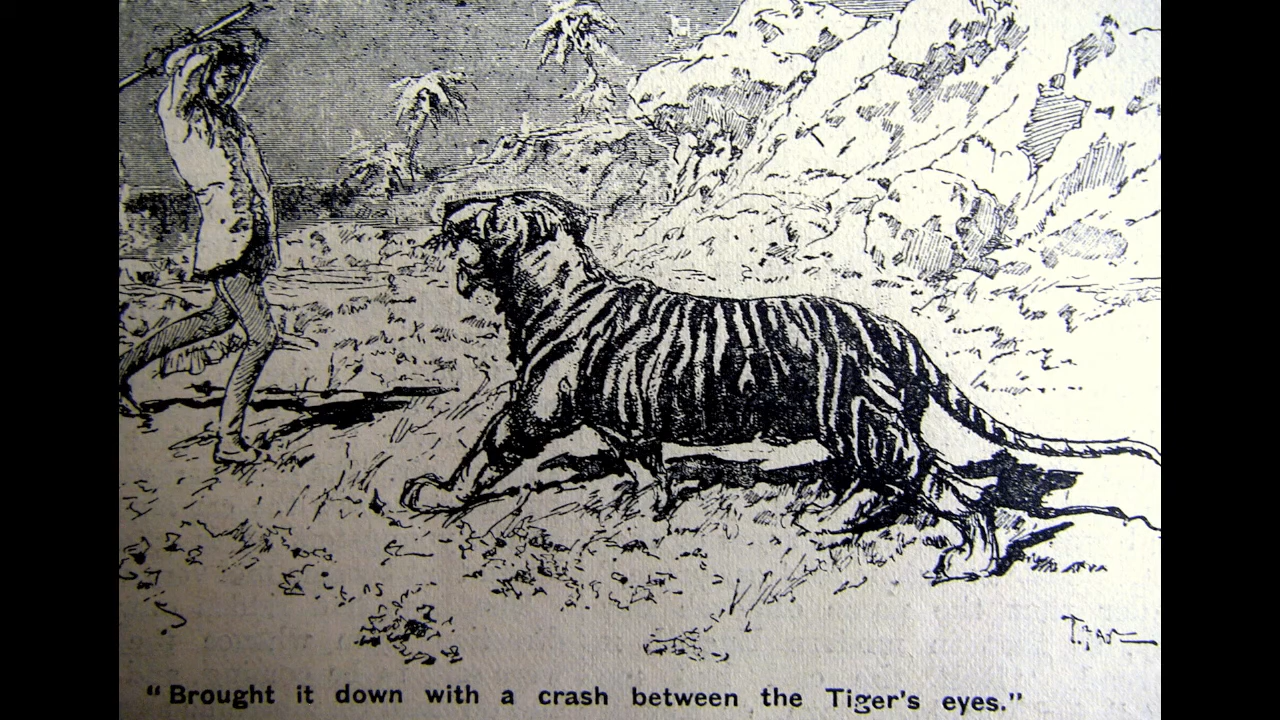 “Brought it down with a crash between the Tiger's eyes.”